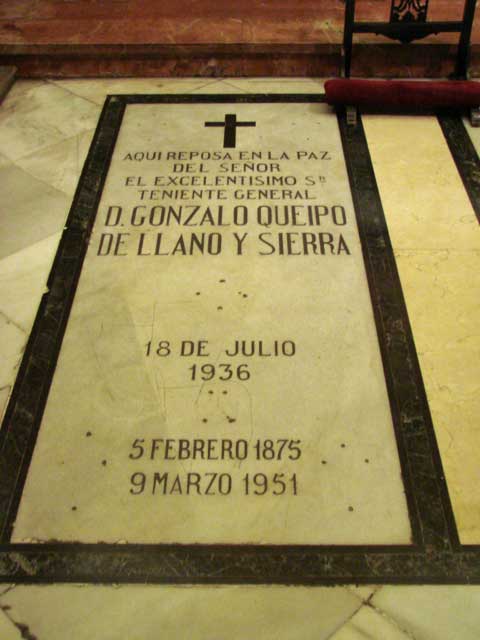 AQUI REPOSA EN LA PAZ
DEL SEÑOR
EL EXCELENTISIMO Sr.
TENIENTE GENERAL
D. GONZALO QUEIPO
DE LLANO Y SIERRA
18 DE JULIO
1936
5 FEBRERO 1875
9 MARZO 1951